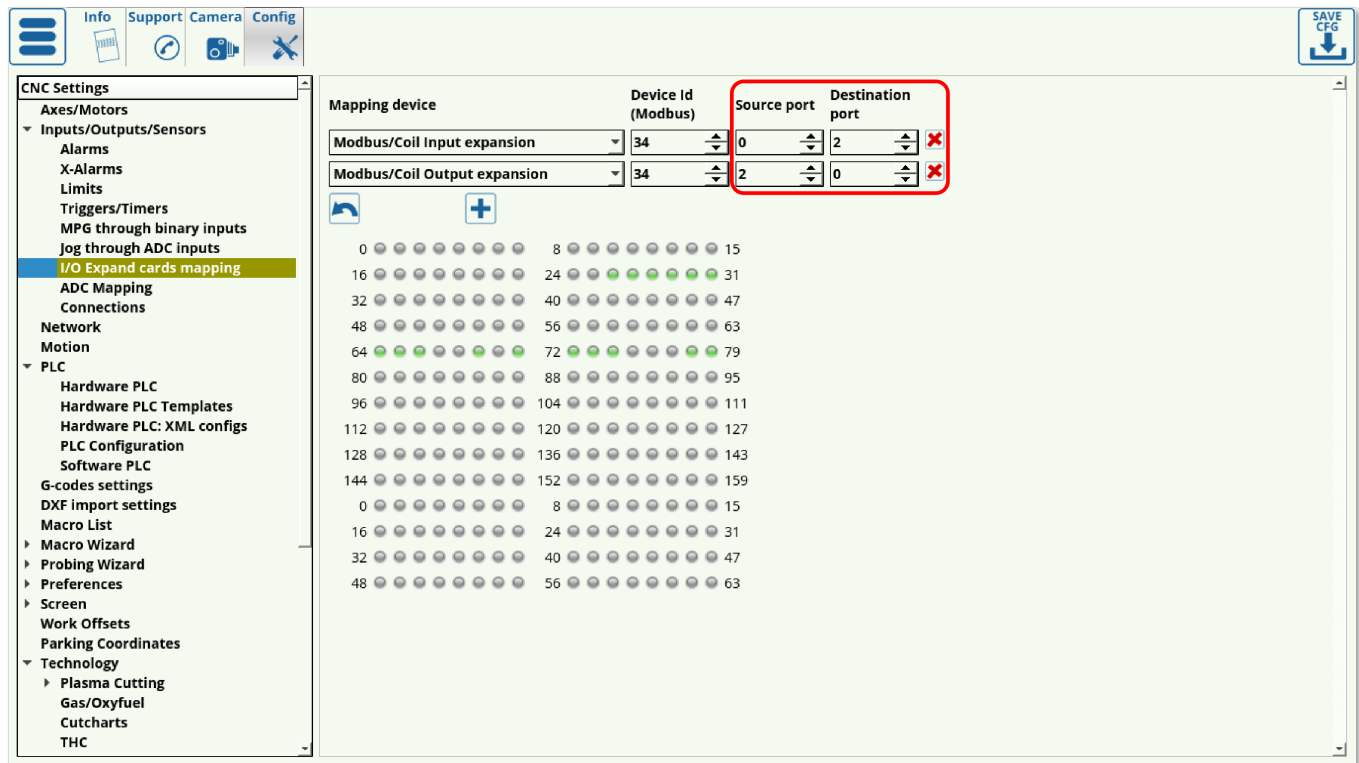 Info Support Camera Config
SAVE
CFG
CNC Settings
Axes/Motors
Inputs/Outputs/Sensors
Alarms
X-Alarms
Limits
Triggers/Timers
MPG through binary inputs
Jog through ADC inputs
I/O Expand cards mapping
ADC Mapping
Connections
Network
Motion
PLC
Hardware PLC
Hardware PLC Templates
Hardware PLC: XML configs
PLC Configuration
Software PLC
G-codes settings
DXF import settings
Macro List
Macro Wizard
Probing Wizard
Preferences
Screen
Work Offsets
Parking Coordinates
Technology
Plasma Cutting
Gas/Oxyfuel
Cutcharts
THC
Mapping device
Device Id
(Modbus)
Source port
Destination
port
Modbus/Coil Input expansion 34 0 2
Modbus/Coil Output expansion 34 2 0
0 8 15
16 24 31
32 40 47
48 56 63
64 72 79
80 88 95
96 104 111
112 120 127
128 136 143
144 152 159
0 8 15
16 24 31
32 40 47
48 56 63